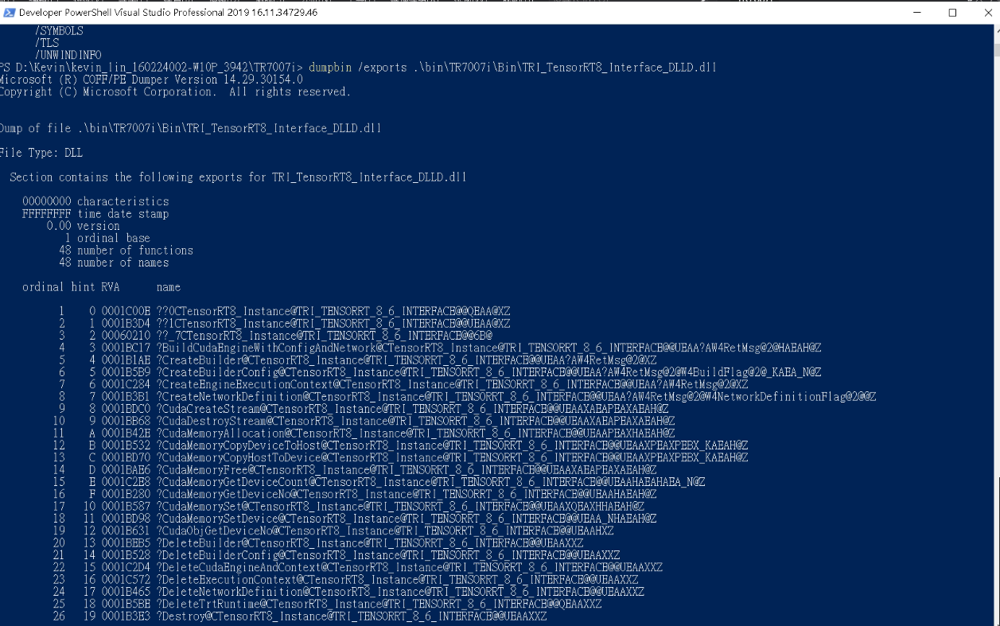 Developer PowerShell Visual Studio Professional 2019 16.11.34729.46
/SYMBOLS
/TLS
/UNWINDINFO
PS D:\Kevin\kevin_lin_160224002-W10P_3942\TR7007i> dumpbin /exports .\bin\TR7007i\Bin\TRI_TensorRT8_Interface_DLLD.dll
Microsoft (R) COFF/PE Dumper Version 14.29.30154.0
Copyright (C) Microsoft Corporation.  All rights reserved.
Dump of file .\bin\TR7007i\Bin\TRI_TensorRT8_Interface_DLLD.dll
File Type: DLL
Section contains the following exports for TRI_TensorRT8_Interface_DLLD.dll
00000000 characteristics
FFFFFFFF time date stamp
0.00 version
1 ordinal base
48 number of functions
48 number of names
ordinal hint RVA      name
1    0 0001C00E ??0CTensorRT8_Instance@TRI_TENSORRT_8_6_INTERFACE@@QEAA@XZ
2    1 0001B3D4 ??1CTensorRT8_Instance@TRI_TENSORRT_8_6_INTERFACE@@UEAA@XZ
3    2 00060210 ??_7CTensorRT8_Instance@TRI_TENSORRT_8_6_INTERFACE@@6B@
4    3 0001BC17 ?BuildCudaEngineWithConfigAndNetwork@CTensorRT8_Instance@TRI_TENSORRT_8_6_INTERFACE@@UEAA?AW4RetMsg@2@HAEAH@Z
5    4 0001B1AE ?CreateBuilder@CTensorRT8_Instance@TRI_TENSORRT_8_6_INTERFACE@@UEAA?AW4RetMsg@2@XZ
6    5 0001B5B9 ?CreateBuilderConfig@CTensorRT8_Instance@TRI_TENSORRT_8_6_INTERFACE@@UEAA?AW4RetMsg@2@W4BuildFlag@2@_KAEA_N@Z
7    6 0001C284 ?CreateEngineExecutionContext@CTensorRT8_Instance@TRI_TENSORRT_8_6_INTERFACE@@UEAA?AW4RetMsg@2@XZ
8    7 0001B3B1 ?CreateNetworkDefinition@CTensorRT8_Instance@TRI_TENSORRT_8_6_INTERFACE@@UEAA?AW4RetMsg@2@W4NetworkDefinitionFlag@2@@Z
9    8 0001BDC0 ?CudaCreateStream@CTensorRT8_Instance@TRI_TENSORRT_8_6_INTERFACE@@UEAAXAEAPEAXAEAH@Z
10    9 0001BB68 ?CudaDestroyStream@CTensorRT8_Instance@TRI_TENSORRT_8_6_INTERFACE@@UEAAXAEAPEAXAEAH@Z
11    A 0001B42E ?CudaMemoryAllocation@CTensorRT8_Instance@TRI_TENSORRT_8_6_INTERFACE@@UEAAPEAXHAEAH@Z
12    B 0001B532 ?CudaMemoryCopyDeviceToHost@CTensorRT8_Instance@TRI_TENSORRT_8_6_INTERFACE@@UEAAXPEAXPEBX_KAEAH@Z
13    C 0001BD70 ?CudaMemoryCopyHostToDevice@CTensorRT8_Instance@TRI_TENSORRT_8_6_INTERFACE@@UEAAXPEAXPEBX_KAEAH@Z
14    D 0001BAE6 ?CudaMemoryFree@CTensorRT8_Instance@TRI_TENSORRT_8_6_INTERFACE@@UEAAXAEAPEAXAEAH@Z
15    E 0001C2E8 ?CudaMemoryGetDeviceCount@CTensorRT8_Instance@TRI_TENSORRT_8_6_INTERFACE@@UEAAHAEAHAEA_N@Z
16    F 0001B280 ?CudaMemoryGetDeviceNo@CTensorRT8_Instance@TRI_TENSORRT_8_6_INTERFACE@@UEAAHAEAH@Z
17   10 0001B587 ?CudaMemorySet@CTensorRT8_Instance@TRI_TENSORRT_8_6_INTERFACE@@UEAAXQEAXHHAEAH@Z
18   11 0001BD98 ?CudaMemorySetDevice@CTensorRT8_Instance@TRI_TENSORRT_8_6_INTERFACE@@UEAA_NHAEAH@Z
19   12 0001B631 ?CudaObjGetDeviceNo@CTensorRT8_Instance@TRI_TENSORRT_8_6_INTERFACE@@UEAAHXZ
20   13 0001BEB5 ?DeleteBuilder@CTensorRT8_Instance@TRI_TENSORRT_8_6_INTERFACE@@UEAAXXZ
21   14 0001B528 ?DeleteBuilderConfig@CTensorRT8_Instance@TRI_TENSORRT_8_6_INTERFACE@@UEAAXXZ
22   15 0001C2D4 ?DeleteCudaEngineAndContext@CTensorRT8_Instance@TRI_TENSORRT_8_6_INTERFACE@@UEAAXXZ
23   16 0001C572 ?DeleteExecutionContext@CTensorRT8_Instance@TRI_TENSORRT_8_6_INTERFACE@@UEAAXXZ
24   17 0001B465 ?DeleteNetworkDefinition@CTensorRT8_Instance@TRI_TENSORRT_8_6_INTERFACE@@UEAAXXZ
25   18 0001B5BE ?DeleteTrtRuntime@CTensorRT8_Instance@TRI_TENSORRT_8_6_INTERFACE@@QEAAXXZ
26   19 0001B3E3 ?Destroy@CTensorRT8_Instance@TRI_TENSORRT_8_6_INTERFACE@@UEAAXXZ